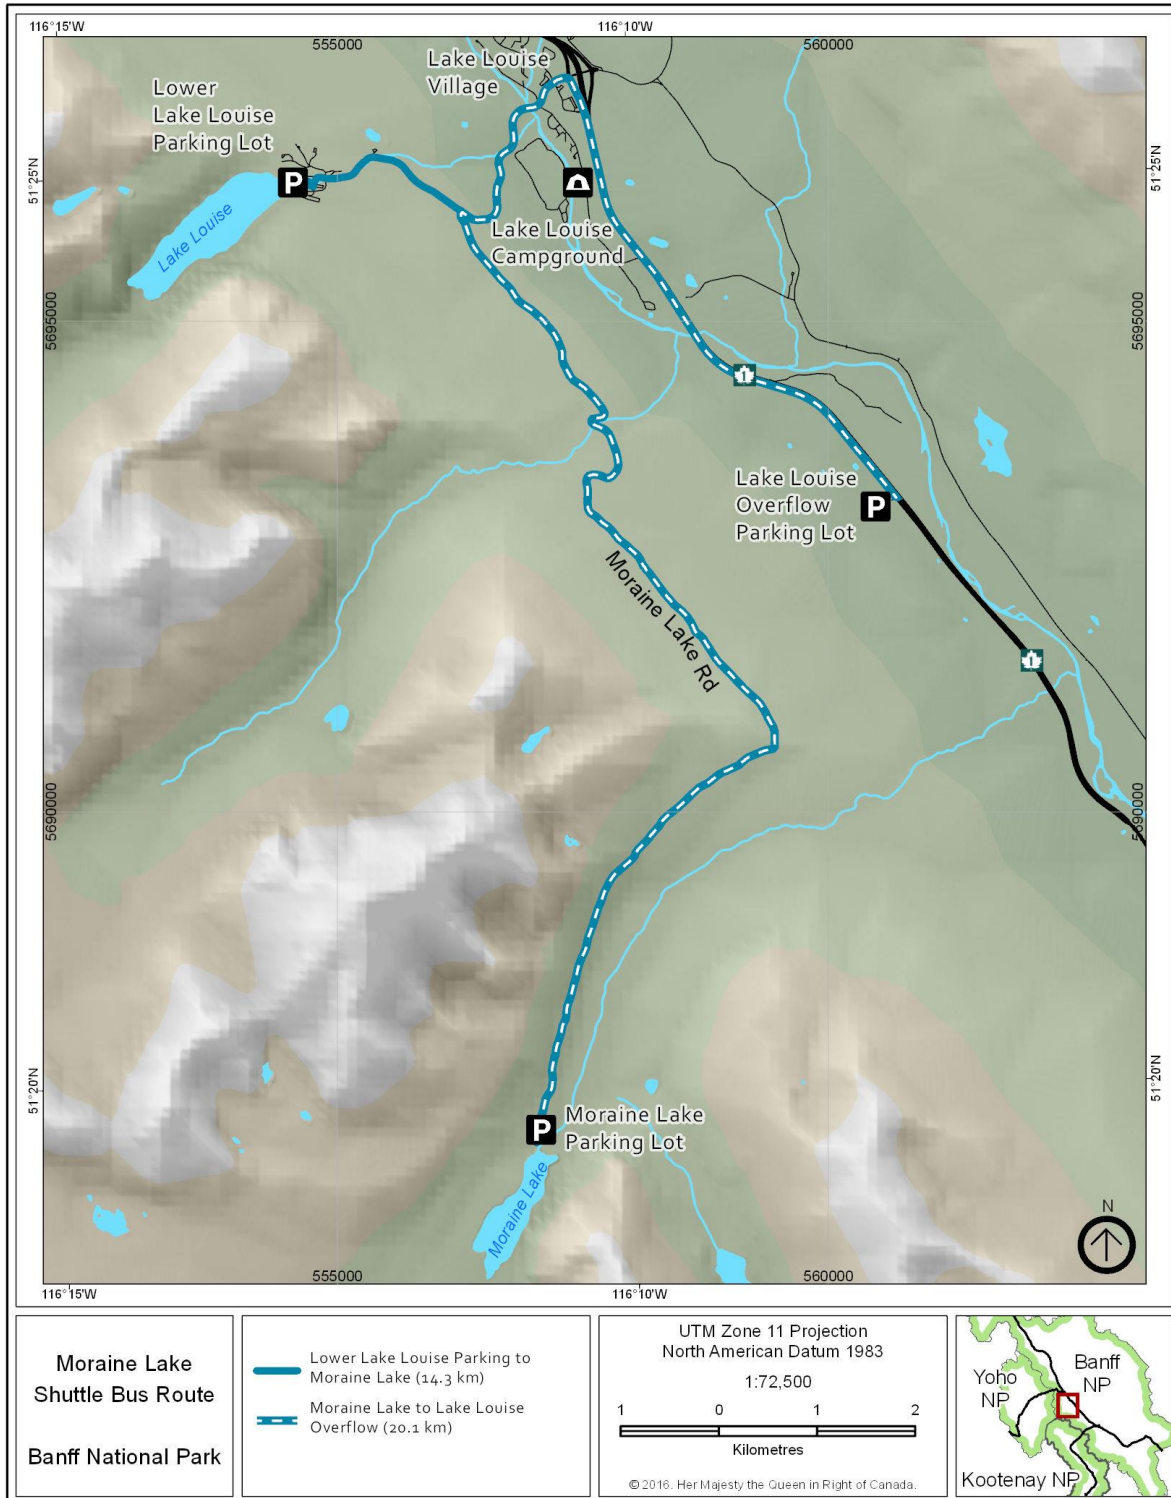 116°15'W
116°10'W
555000
560000
Lake Louise
Village
Lower
Lake Louise
Parking Lot
51°25'N
51°25'N
P
Lake Louise
Lake Louise
Campground
5695000
5695000
1
Lake Louise
Overflow
Parking Lot
P
Moraine Lake Rd
1
5690000
5690000
51°20'N
51°20'N
P
Moraine Lake
Parking Lot
Moraine Lake
N
555000
560000
116°15'W
116°10'W
Moraine Lake
Shuttle Bus Route
Banff National Park
Lower Lake Louise Parking to
Moraine Lake (14.3 km)
Moraine Lake to Lake Louise
Overflow (20.1 km)
UTM Zone 11 Projection
North American Datum 1983
1:72,500
1 0 1 2
Kilometres
© 2016. Her Majesty the Queen in Right of Canada.
Yoho
NP
Banff
NP
Kootenay NP